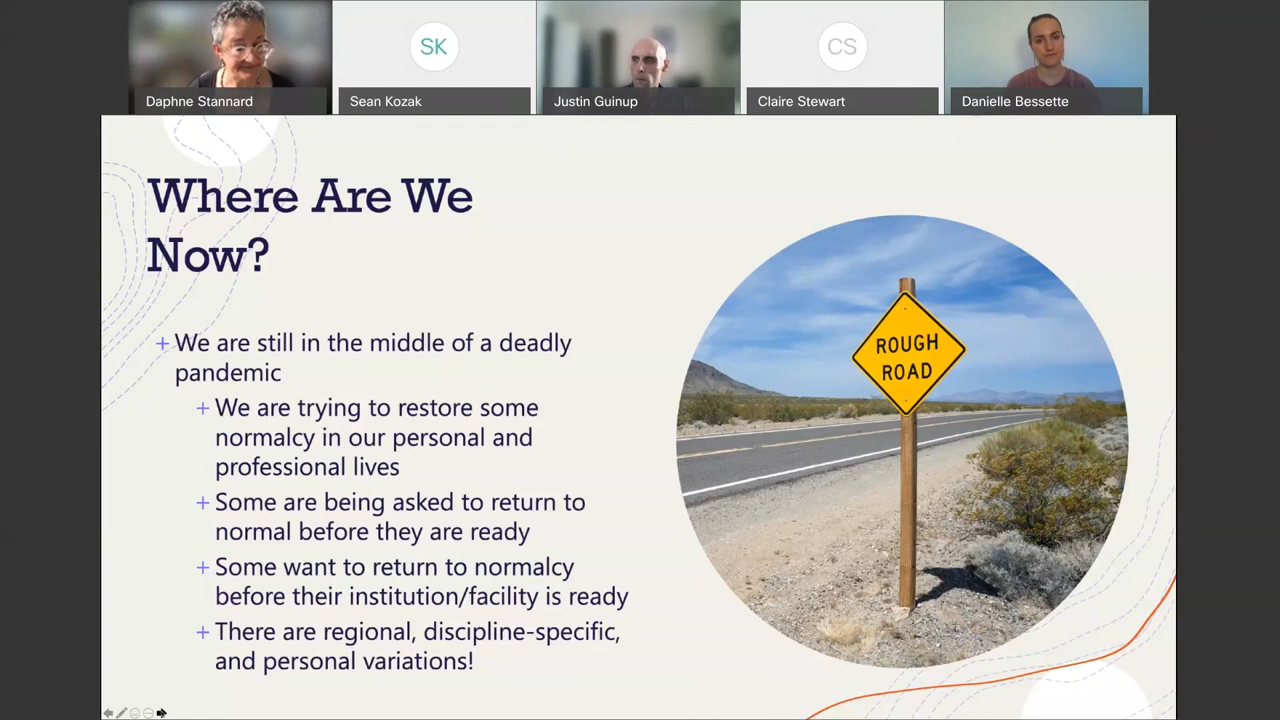 Daphne Stannard
SK
Sean Kozak
Justin Guinup
CS
Claire Stewart
Danielle Bessette
Where Are We
Now?
+ We are still in the middle of a deadly
pandemic
+ We are trying to restore some
normalcy in our personal and
professional lives
+ Some are being asked to return to
normal before they are ready
+ Some want to return to normalcy
before their institution/facility is ready
+ There are regional, discipline-specific,
and personal variations!
ROUGH
ROAD